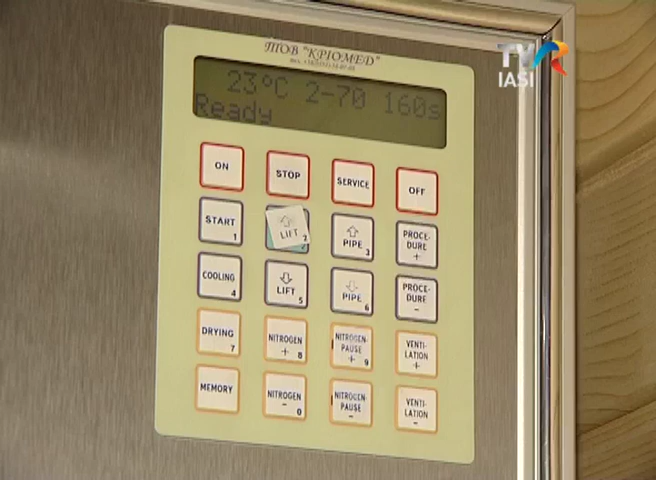 TVR
IASI
ТОВ "КРІОМЕД"
23°C 2-70 160s
Ready
ON
STOP
SERVICE
OFF
START
1
LIFT
2
PIPE
3
PROCE-
DURE
+
COOLING
4
LIFT
5
PIPE
6
PROCE-
DURE
-
DRYING
7
NITROGEN
+ 8
NITROGEN-
PAUSE
+ 9
VENTI-
LATION
+
MEMORY
NITROGEN
- 0
NITROGEN-
PAUSE
-
VENTI-
LATION
-